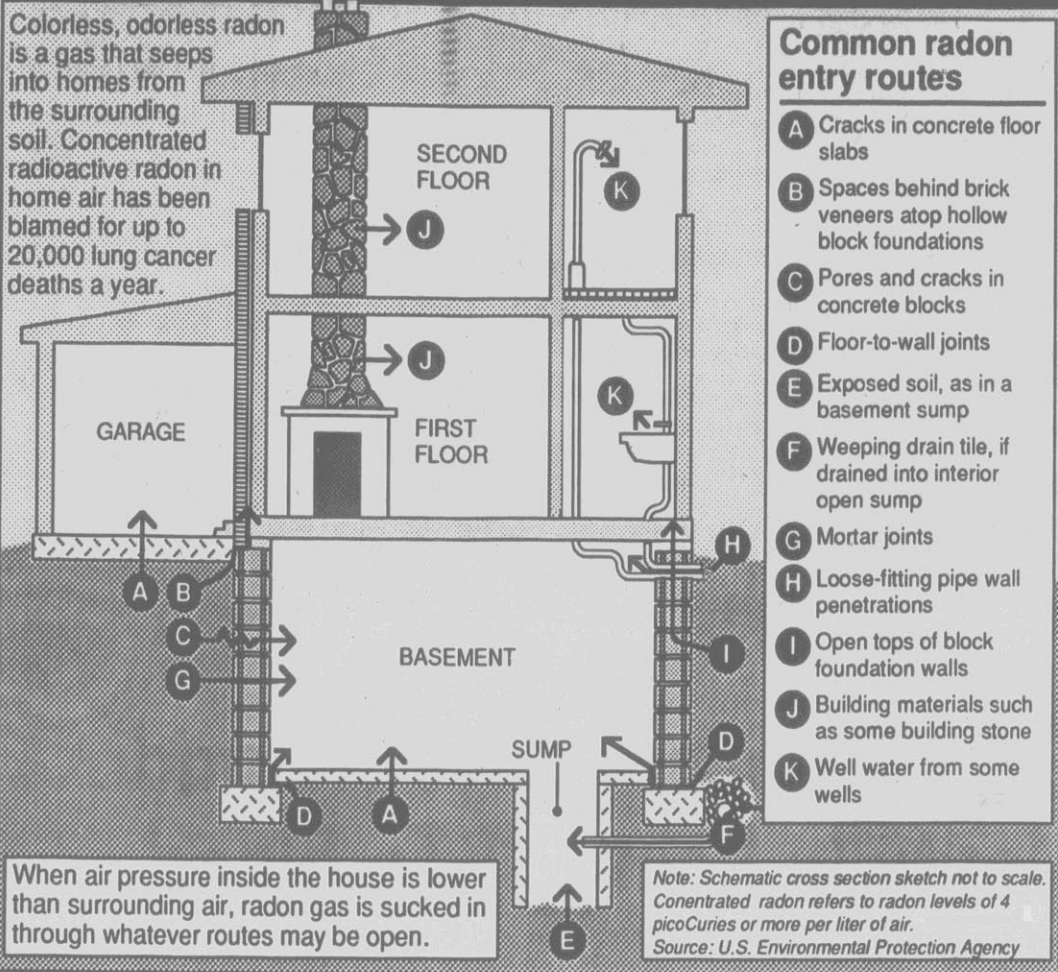 Colorless, odorless radon
is a gas that seeps
into homes from
the surrounding
soil. Concentrated
radioactive radon in
home air has been
blamed for up to
20,000 lung cancer
deaths a year.
SECOND
FLOOR
K
J
J
K
GARAGE
FIRST
FLOOR
H
A
B
C
I
BASEMENT
G
SUMP
D
D
A
F
E
Common radon
entry routes
A Cracks in concrete floor
slabs
B Spaces behind brick
veneers atop hollow
block foundations
C Pores and cracks in
concrete blocks
D Floor-to-wall joints
E Exposed soil, as in a
basement sump
F Weeping drain tile, if
drained into interior
open sump
G Mortar joints
H Loose-fitting pipe wall
penetrations
I Open tops of block
foundation walls
J Building materials such
as some building stone
K Well water from some
wells
When air pressure inside the house is lower
than surrounding air, radon gas is sucked in
through whatever routes may be open.
Note: Schematic cross section sketch not to scale.
Conentrated radon refers to radon levels of 4
picoCuries or more per liter of air.
Source: U.S. Environmental Protection Agency